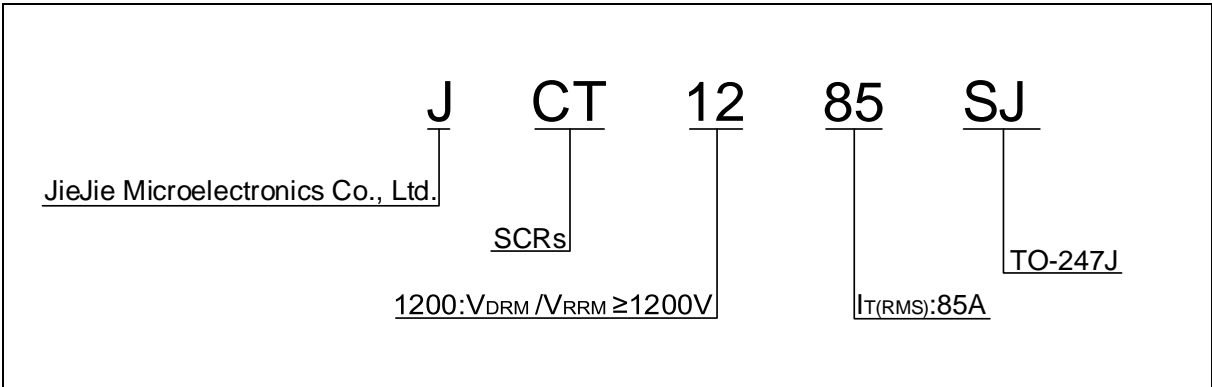 J CT 12 85 SJ
JieJie Microelectronics Co., Ltd.
SCRs
TO-247J
1200:VDRM /VRRM ≥1200V
IT(RMS):85A